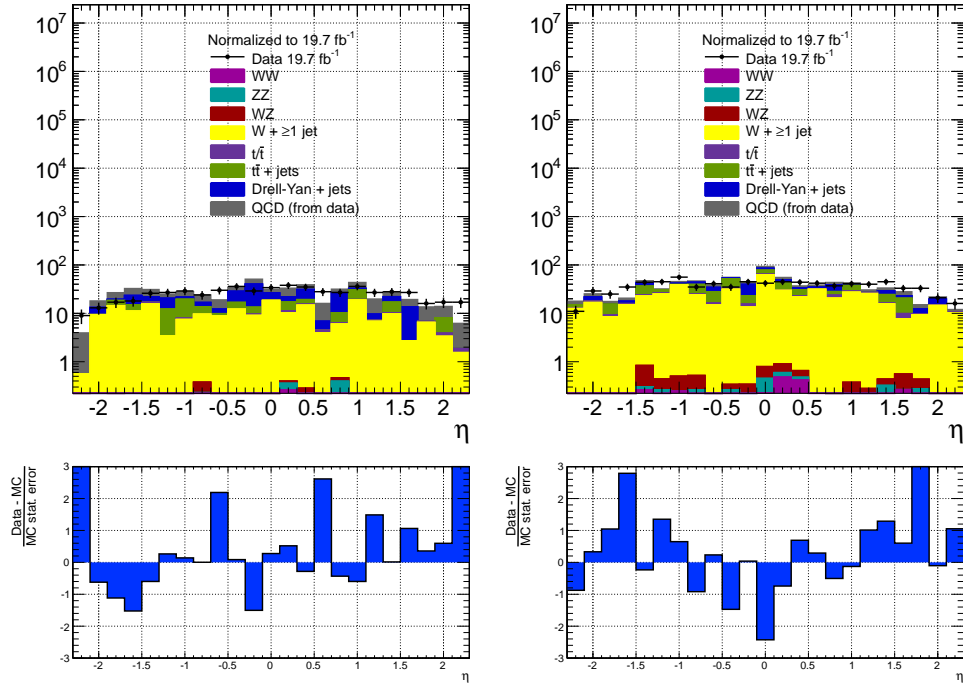 10⁷
10⁶
10⁵
10⁴
10³
10²
10
1
Normalized to 19.7 fb⁻¹
Data 19.7 fb⁻¹
WW
ZZ
WZ
W + ≥1 jet
t/t̄
tt̄ + jets
Drell-Yan + jets
QCD (from data)
-2 -1.5 -1 -0.5 0 0.5 1 1.5 2
η
10⁷
10⁶
10⁵
10⁴
10³
10²
10
1
Normalized to 19.7 fb⁻¹
Data 19.7 fb⁻¹
WW
ZZ
WZ
W + ≥1 jet
t/t̄
tt̄ + jets
Drell-Yan + jets
QCD (from data)
-2 -1.5 -1 -0.5 0 0.5 1 1.5 2
η
Data - MC
MC stat. error
3
2
1
0
-1
-2
-3
-2 -1.5 -1 -0.5 0 0.5 1 1.5 2
η
Data - MC
MC stat. error
3
2
1
0
-1
-2
-3
-2 -1.5 -1 -0.5 0 0.5 1 1.5 2
η